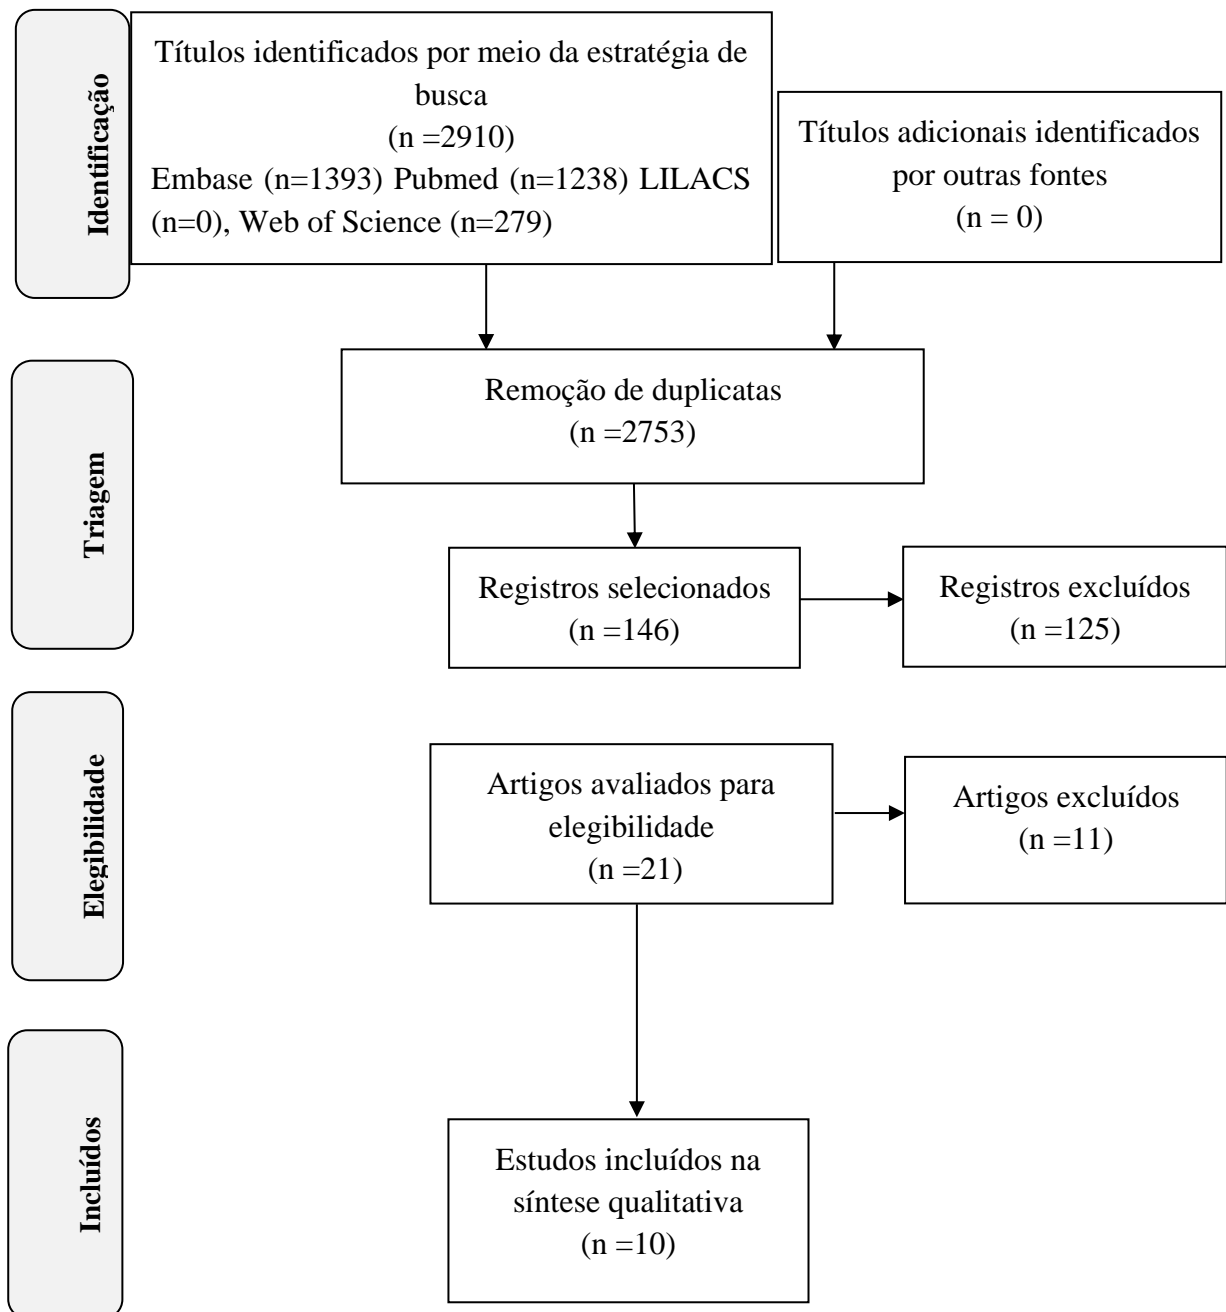 Identificação
Títulos identificados por meio da estratégia de
busca
(n =2910)
Embase (n=1393) Pubmed (n=1238) LILACS
(n=0), Web of Science (n=279)
Títulos adicionais identificados
por outras fontes
(n = 0)
Triagem
Remoção de duplicatas
(n =2753)
Registros selecionados
(n =146)
Registros excluídos
(n =125)
Elegibilidade
Artigos avaliados para
elegibilidade
(n =21)
Artigos excluídos
(n =11)
Incluídos
Estudos incluídos na
síntese qualitativa
(n =10)